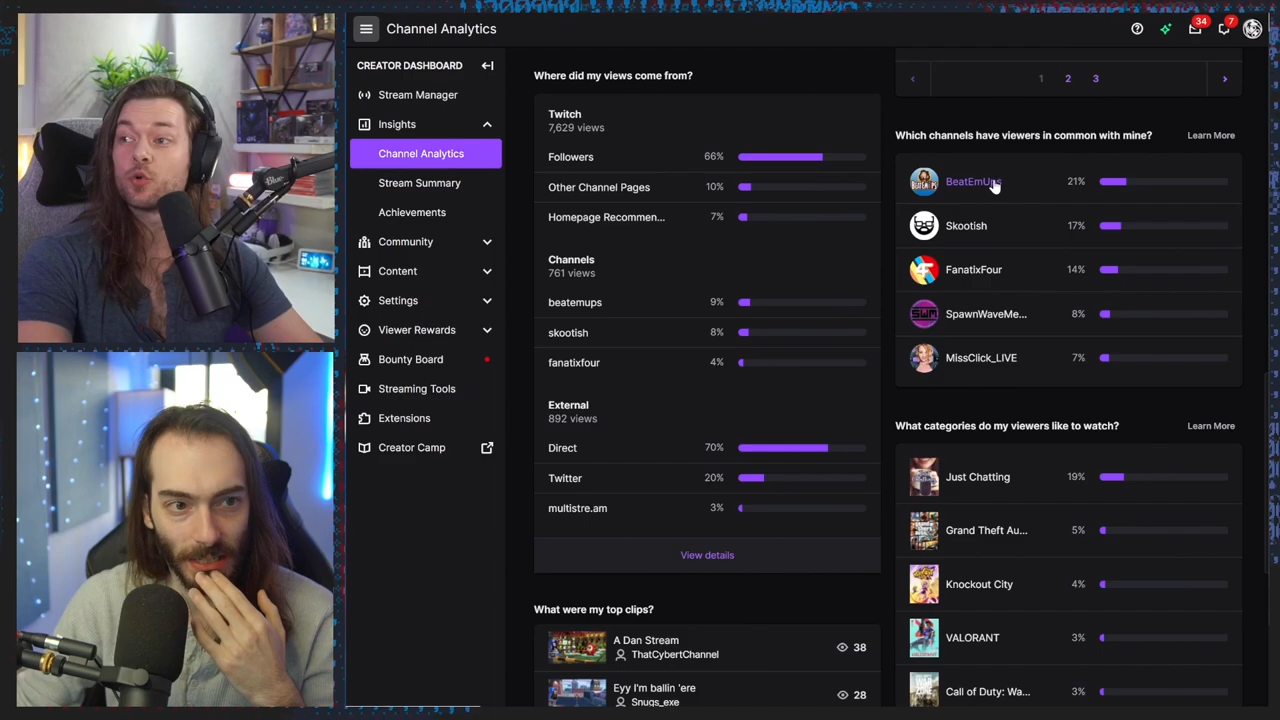 Channel Analytics
34
7
CREATOR DASHBOARD
Stream Manager
Insights
Channel Analytics
Stream Summary
Achievements
Community
Content
Settings
Viewer Rewards
Bounty Board
Streaming Tools
Extensions
Creator Camp
Where did my views come from?
Twitch
7,629 views
Followers 66%
Other Channel Pages 10%
Homepage Recommen... 7%
Channels
761 views
beatemups 9%
skootish 8%
fanatixfour 4%
External
892 views
Direct 70%
Twitter 20%
multistre.am 3%
View details
What were my top clips?
A Dan Stream
ThatCybertChannel
38
Eyy I'm ballin 'ere
Snugs_exe
28
1 2 3
Which channels have viewers in common with mine? Learn More
BeatEmUps 21%
Skootish 17%
FanatixFour 14%
SWM
SpawnWaveMe... 8%
MissClick_LIVE 7%
What categories do my viewers like to watch? Learn More
Just Chatting 19%
Grand Theft Au... 5%
Knockout City 4%
VALORANT 3%
Call of Duty: Wa... 3%
Blue